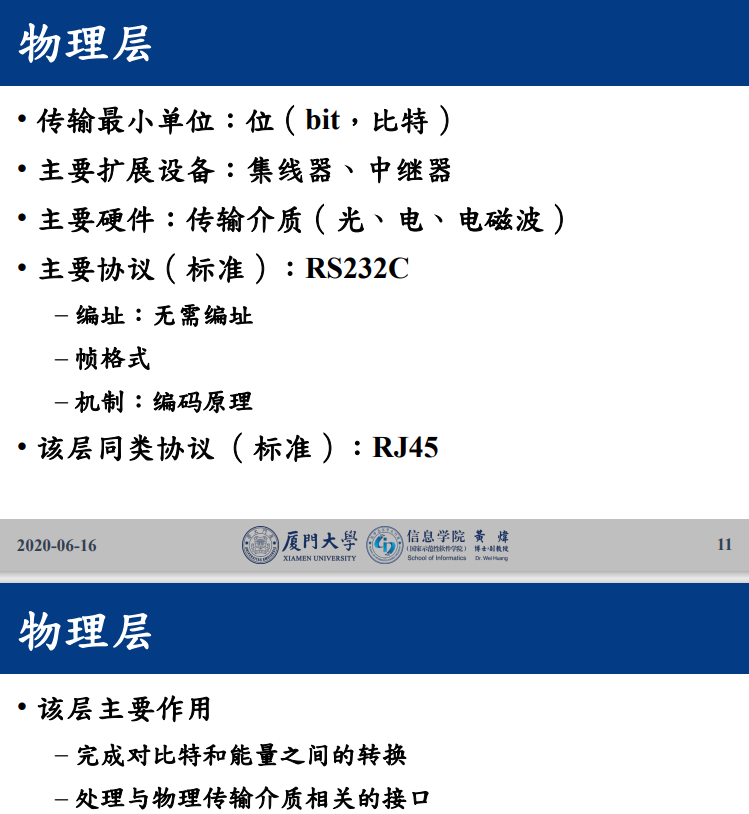 物理层
• 传输最小单位：位（bit，比特）
• 主要扩展设备：集线器、中继器
• 主要硬件：传输介质（光、电、电磁波）
• 主要协议（标准）：RS232C
– 编址：无需编址
– 帧格式
– 机制：编码原理
• 该层同类协议（标准）：RJ45
2020-06-16
厦門大學
XIAMEN UNIVERSITY
信息学院
（国家示范性软件学院）
School of Informatics
黄 炜
博士·副教授
Dr. Wei Huang
11
物理层
• 该层主要作用
– 完成对比特和能量之间的转换
– 处理与物理传输介质相关的接口